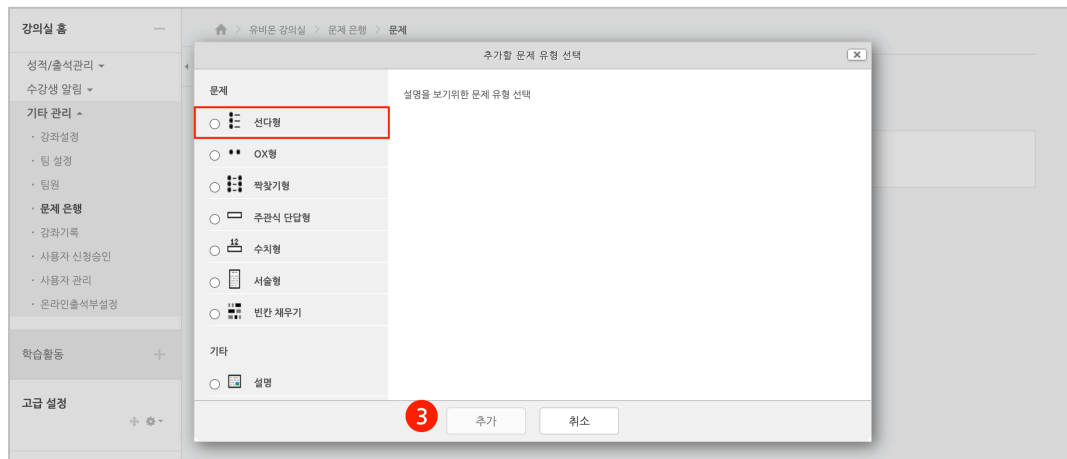 강의실 홈
유비온 강의실 > 문제 은행 > 문제
성적/출석관리
수강생 알림
기타 관리
· 강좌설정
· 팀 설정
· 팀원
· 문제 은행
· 강좌기록
· 사용자 신청승인
· 사용자 관리
· 온라인출석부설정
학습활동
고급 설정
추가할 문제 유형 선택
문제
선다형
OX형
짝찾기형
주관식 단답형
12
수치형
서술형
빈칸 채우기
기타
설명
설명을 보기위한 문제 유형 선택
3
추가
취소